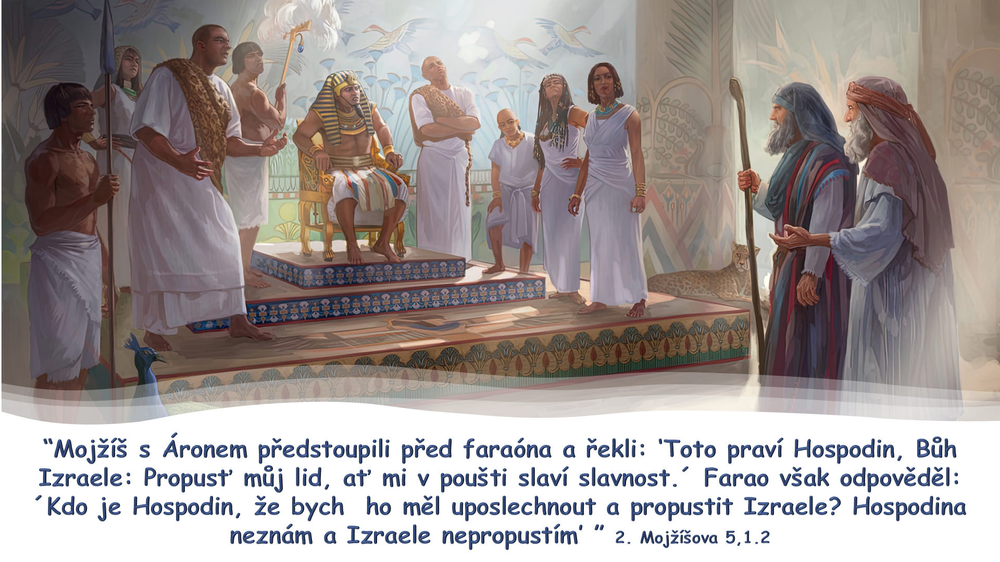 “Mojžíš s Áronem předstoupili před faraóna a řekli: ‘Toto praví Hospodin, Bůh
Izraele: Propusť můj lid, ať mi v poušti slaví slavnost.´ Farao však odpověděl:
´Kdo je Hospodin, že bych  ho měl uposlechnout a propustit Izraele? Hospodina
neznám a Izraele nepropustím’ ” 2. Mojžíšova 5,1.2